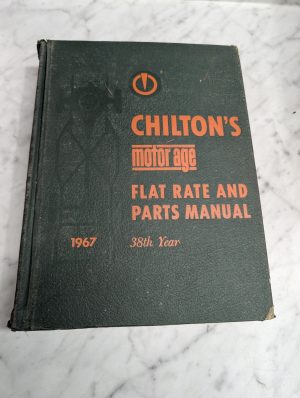 CHILTON'S
motor age
FLAT RATE AND
PARTS MANUAL
1967 38th Year